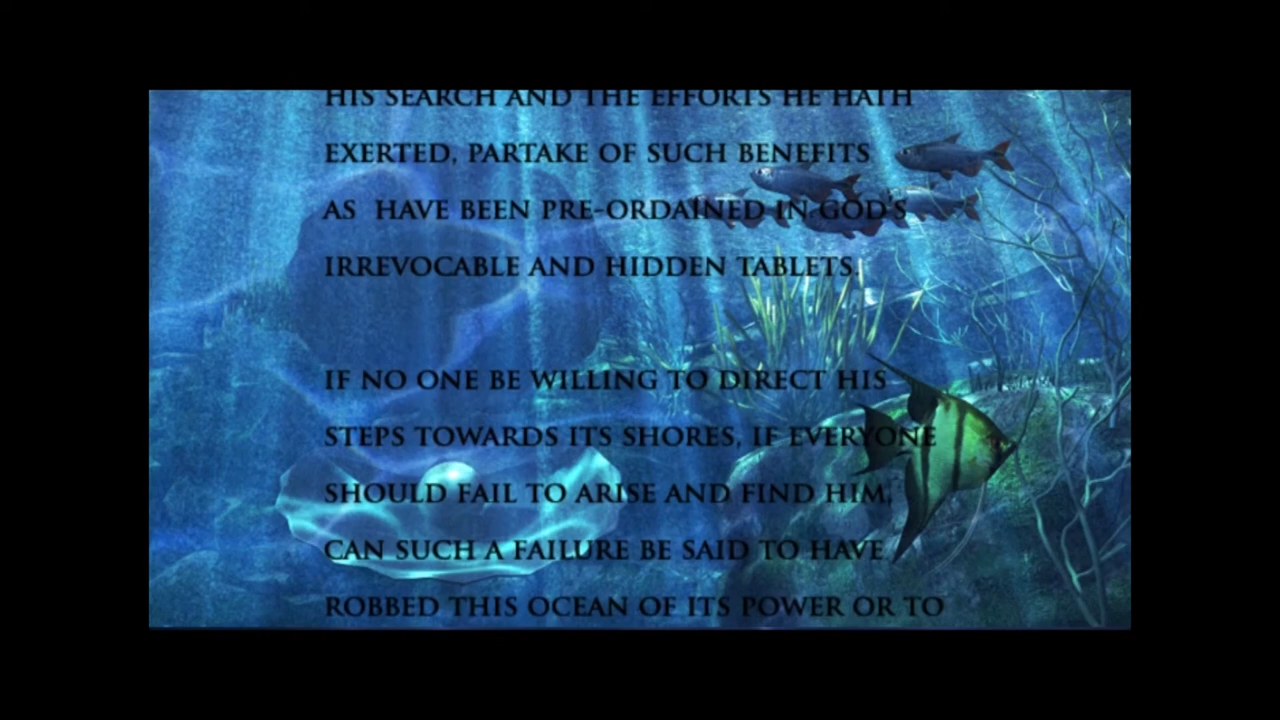 HIS SEARCH AND THE EFFORTS HE HATH
EXERTED, PARTAKE OF SUCH BENEFITS
AS HAVE BEEN PRE-ORDAINED IN GOD'S
IRREVOCABLE AND HIDDEN TABLETS.
IF NO ONE BE WILLING TO DIRECT HIS
STEPS TOWARDS ITS SHORES, IF EVERYONE
SHOULD FAIL TO ARISE AND FIND HIM,
CAN SUCH A FAILURE BE SAID TO HAVE
ROBBED THIS OCEAN OF ITS POWER OR TO